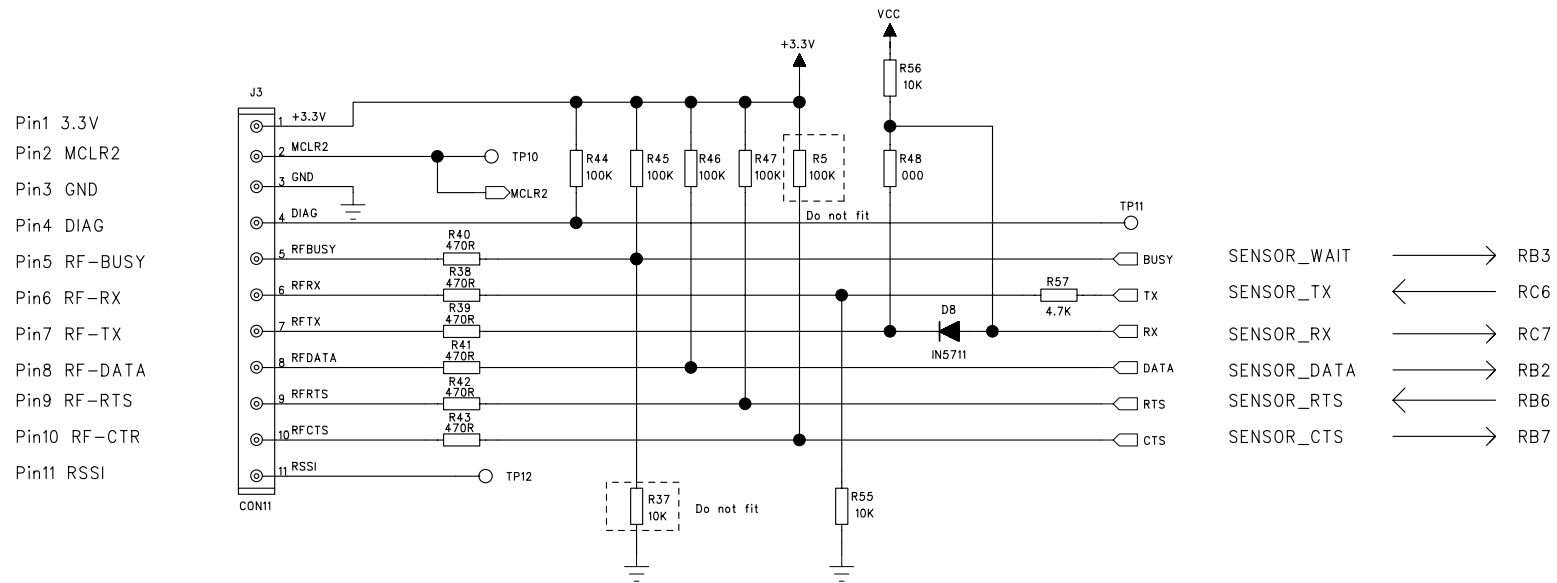 VCC
+3.3V
R56
10K
J3
Pin1 3.3V
1 +3.3V
Pin2 MCLR2
2 MCLR2
TP10
MCLR2
R44
100K
R45
100K
R46
100K
R47
100K
R5
100K
Do not fit
R48
000
Pin3 GND
3 GND
Pin4 DIAG
4 DIAG
TP11
Pin5 RF-BUSY
5 RFBUSY
R40
470R
BUSY
SENSOR_WAIT
RB3
Pin6 RF-RX
6 RFRX
R38
470R
R57
4.7K
TX
SENSOR_TX
RC6
Pin7 RF-TX
7 RFTX
R39
470R
D8
IN5711
RX
SENSOR_RX
RC7
Pin8 RF-DATA
8 RFDATA
R41
470R
DATA
SENSOR_DATA
RB2
Pin9 RF-RTS
9 RFRTS
R42
470R
RTS
SENSOR_RTS
RB6
Pin10 RF-CTR
10 RFCTS
R43
470R
CTS
SENSOR_CTS
RB7
Pin11 RSSI
11 RSSI
TP12
CON11
R37
10K
Do not fit
R55
10K